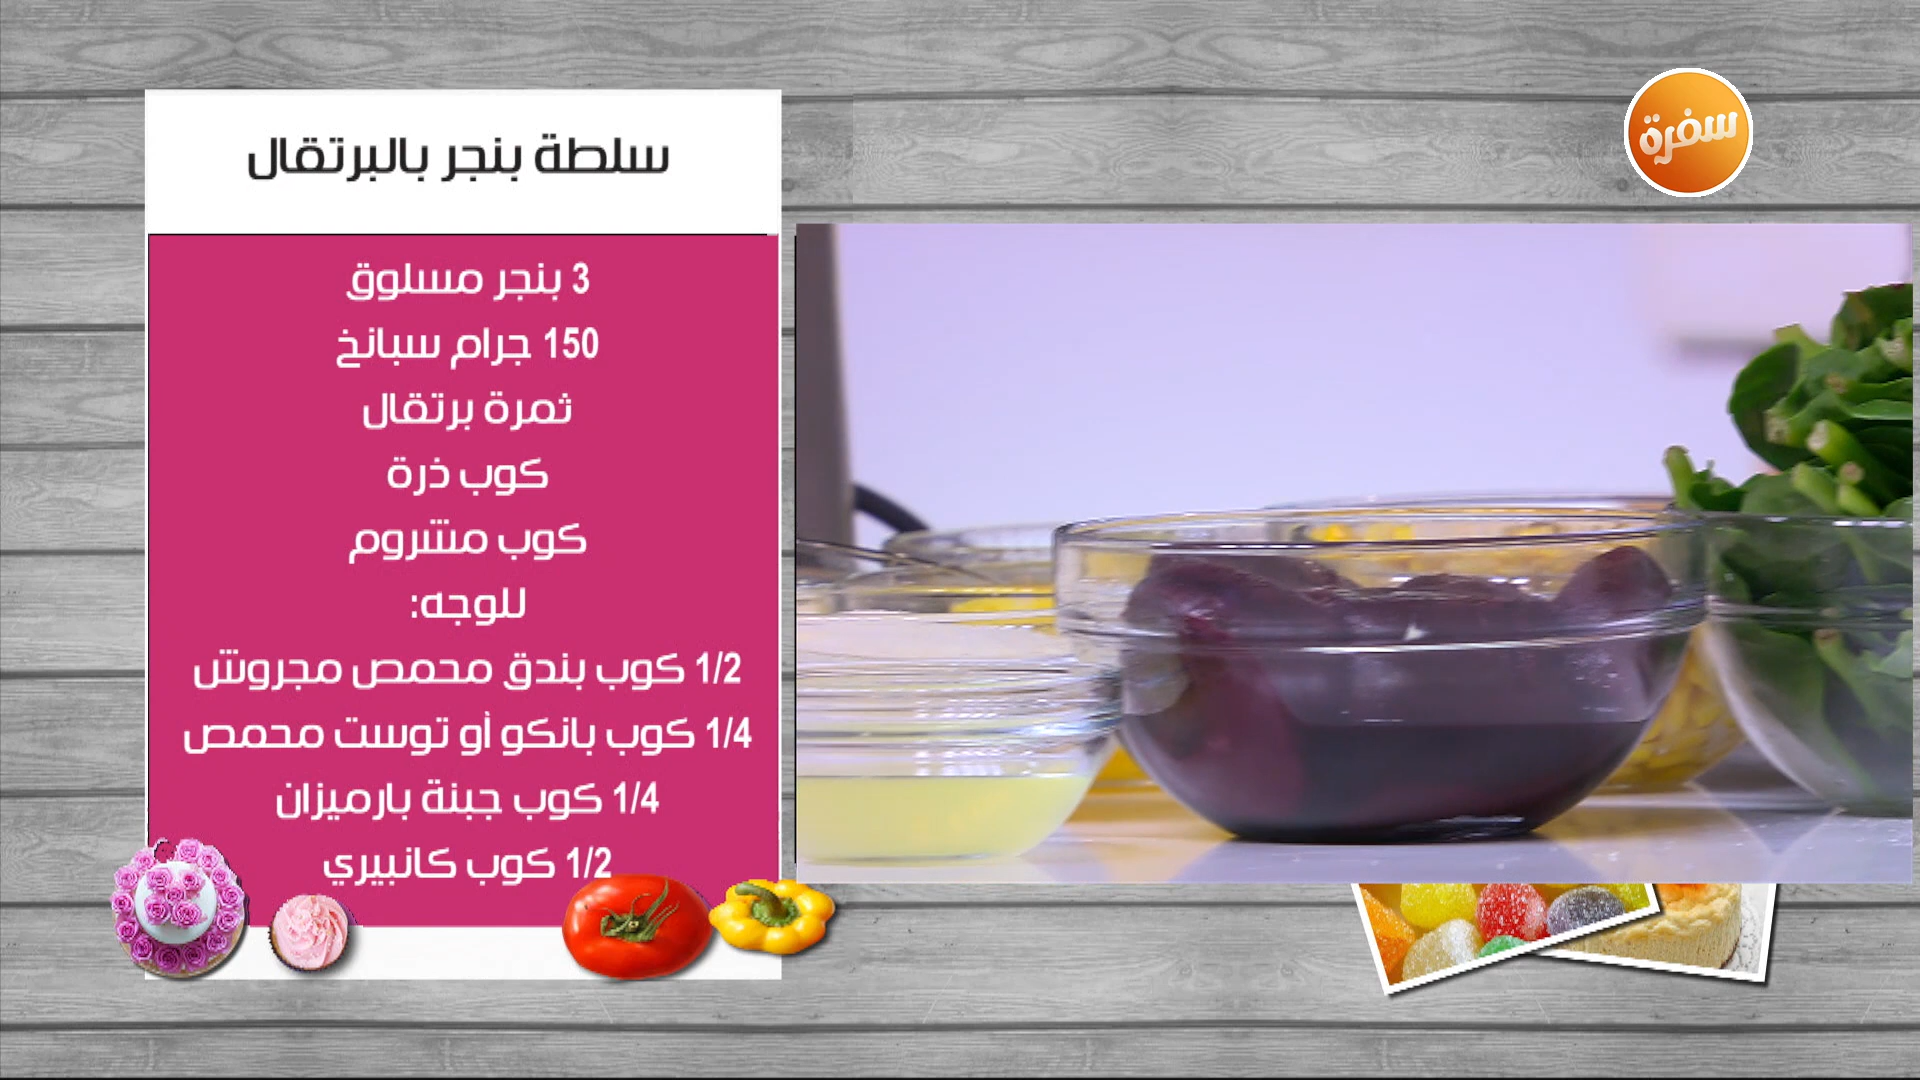 سفرة
سلطة بنجر بالبرتقال
3 بنجر مسلوق
150 جرام سبانخ
ثمرة برتقال
كوب ذرة
كوب مشروم
للوجه:
1/2 كوب بندق محمص مجروش
1/4 كوب بانكو أو توست محمص
1/4 كوب جبنة بارميزان
1/2 كوب كانبيري